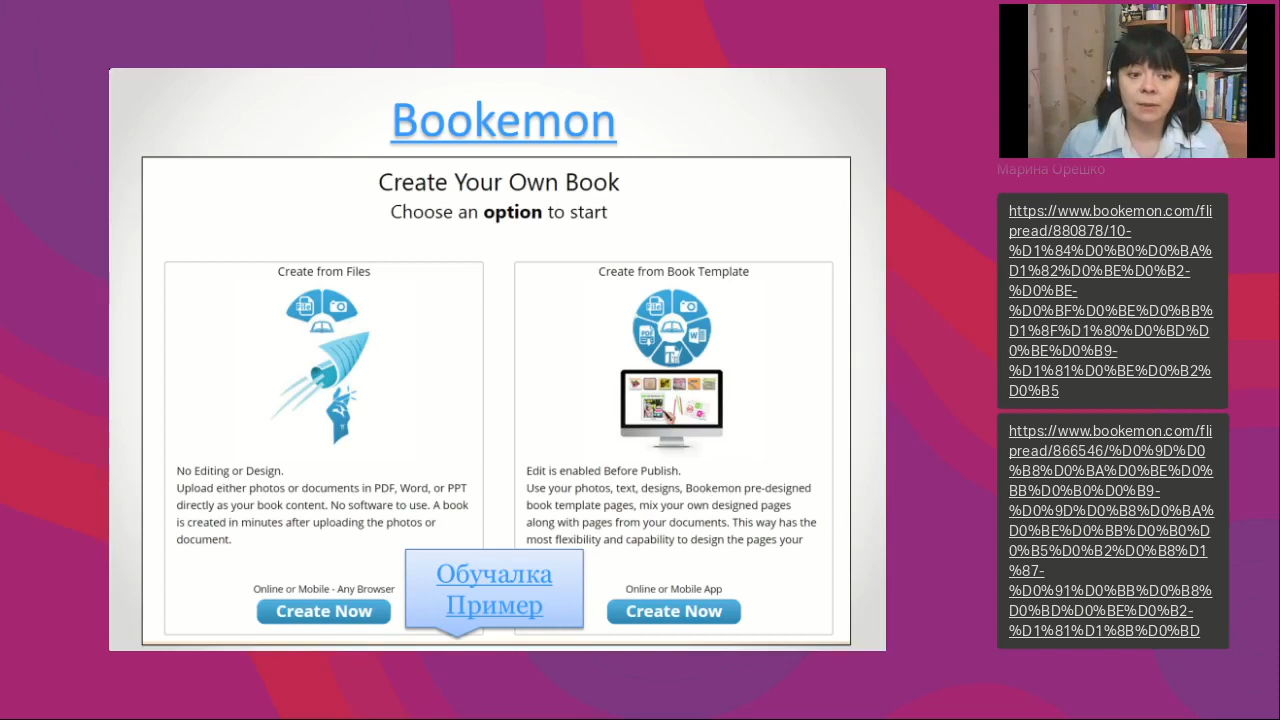 Bookemon
Create Your Own Book
Choose an option to start
Create from Files
No Editing or Design.
Upload either photos or documents in PDF, Word, or PPT
directly as your book content. No software to use. A book
is created in minutes after uploading the photos or
document.
Online or Mobile - Any Browser
Create Now
Create from Book Template
Edit is enabled Before Publish.
Use your photos, text, designs, Bookemon pre-designed
book template pages, mix your own designed pages
along with pages from your documents. This way has the
most flexibility and capability to design the pages your
Online or Mobile App
Create Now
Обучалка
Пример
Марина Орешко
https://www.bookemon.com/fli
pread/880878/10-
%D1%84%D0%B0%D0%BA%
D1%82%D0%BE%D0%B2-
%D0%BE-
%D0%BF%D0%BE%D0%BB%
D1%8F%D1%80%D0%BD%D
0%BE%D0%B9-
%D1%81%D0%BE%D0%B2%
D0%B5
https://www.bookemon.com/fli
pread/866546/%D0%9D%D0
%B8%D0%BA%D0%BE%D0%
BB%D0%B0%D0%B9-
%D0%9D%D0%B8%D0%BA%
D0%BE%D0%BB%D0%B0%D
0%B5%D0%B2%D0%B8%D1
%87-
%D0%91%D0%BB%D0%B8%
D0%BD%D0%BE%D0%B2-
%D1%81%D1%8B%D0%BD